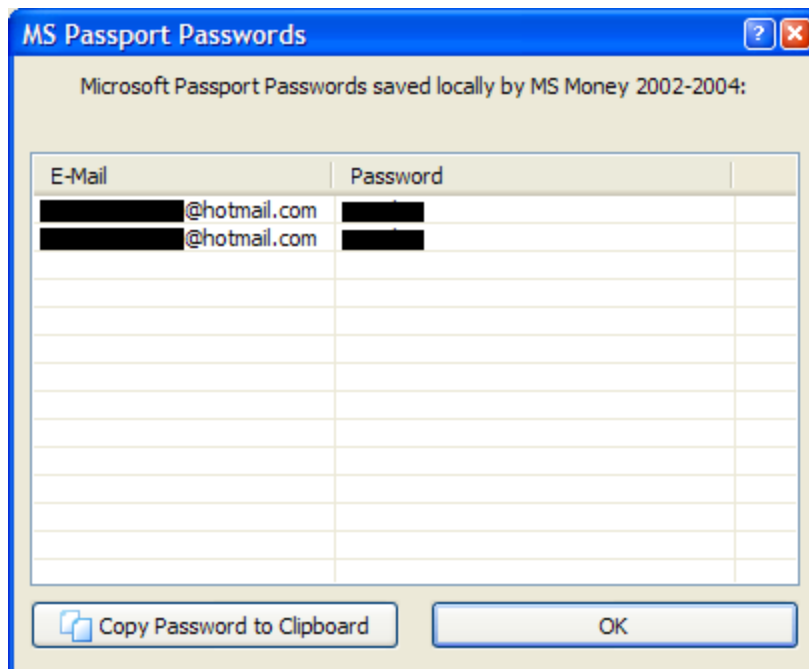 MS Passport Passwords
Microsoft Passport Passwords saved locally by MS Money 2002-2004:
E-Mail Password
@hotmail.com
@hotmail.com
Copy Password to Clipboard OK